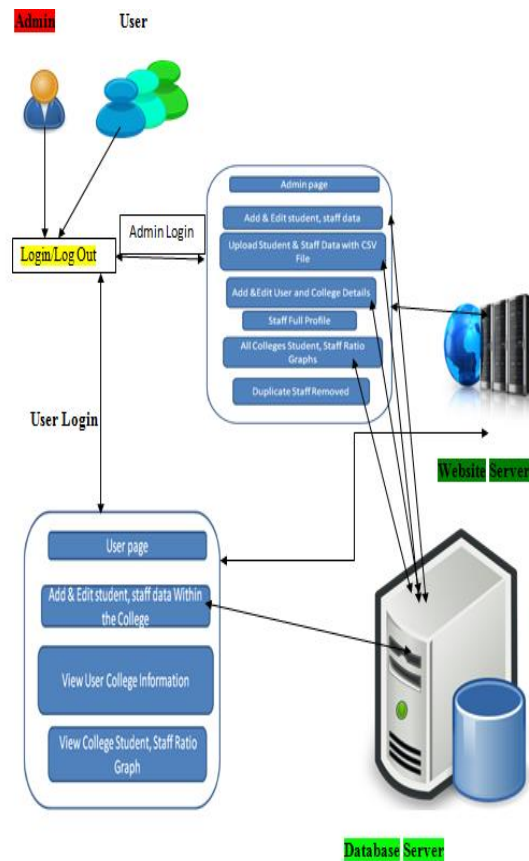 Admin
User
Admin page
Add & Edit student, staff data
Upload Student & Staff Data with CSV
File
Add &Edit User and College Details
Staff Full Profile
All Colleges Student, Staff Ratio
Graphs
Duplicate Staff Removed
Admin Login
Login/Log Out
User Login
Website Server
User page
Add & Edit student, staff data Within
the College
View User College Information
View College Student, Staff Ratio
Graph
Database Server